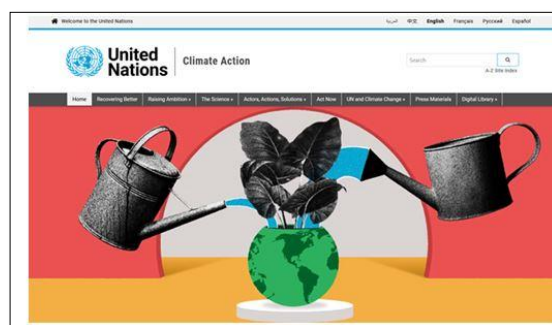 Welcome to the United Nations
عربي 中文 English Français Русский Español
United
Nations
Climate Action
Search
A-Z Site Index
Home Recovering Better Raising Ambition The Science Actors, Actions, Solutions Act Now UN and Climate Change Press Materials Digital Library